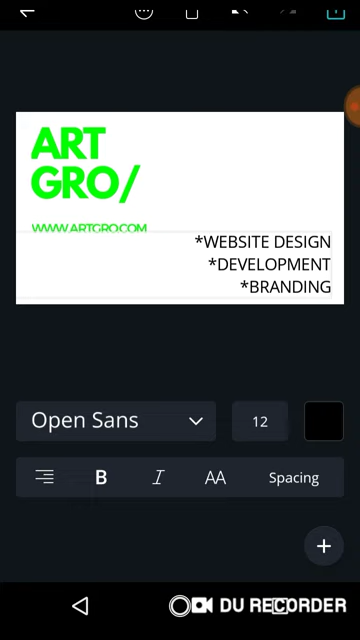 ART
GRO/
WWW.ARTGRO.COM
*WEBSITE DESIGN
*DEVELOPMENT
*BRANDING
Open Sans
12
B I AA Spacing
+
DU RECORDER